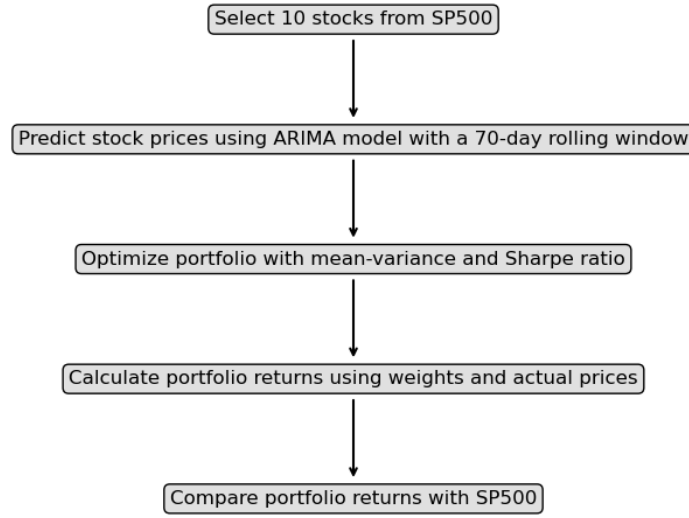 Select 10 stocks from SP500
Predict stock prices using ARIMA model with a 70-day rolling window
Optimize portfolio with mean-variance and Sharpe ratio
Calculate portfolio returns using weights and actual prices
Compare portfolio returns with SP500